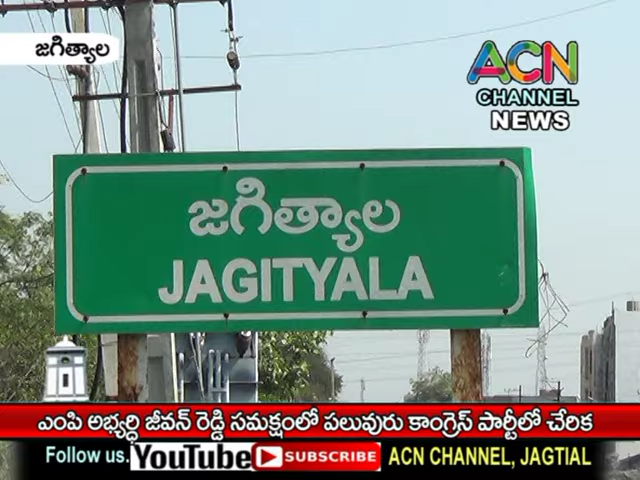 జగిత్యాల
ACN
CHANNEL
NEWS
జగిత్యాల
JAGITYALA
ఎంపి అభ్యర్ధి జీవన్ రెడ్డి సమక్షంలో పలువురు కాంగ్రెస్ పార్టీలో చేరిక
Follow us. YouTube SUBSCRIBE ACN CHANNEL, JAGTIAL